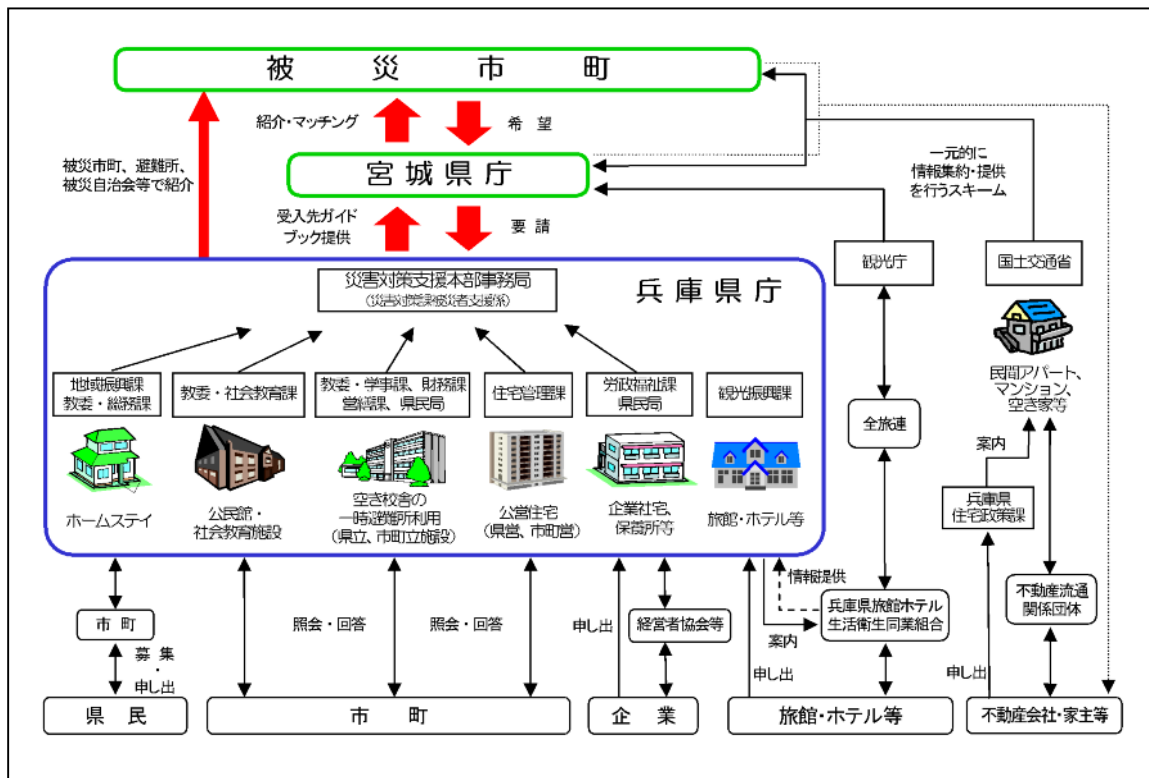 被災市町
紹介・マッチング
希望
被災市町、避難所、
被災自治会等で紹介
宮城県庁
一元的に
情報集約・提供
を行うスキーム
受入先ガイド
ブック提供
要請
観光庁
国土交通省
災害対策支援本部事務局
(災害対策課被災者支援係)
兵庫県庁
地域振興課
教委・総務課
教委・社会教育課
教委・学事課、財務課
営繕課、県民局
住宅管理課
労政福祉課
県民局
観光振興課
全旅連
民間アパート、
マンション、
空き家等
案内
ホームステイ
公民館・
社会教育施設
空き校舎の
一時避難所利用
(県立、市町立施設)
公営住宅
(県営、市町営)
企業社宅、
保養所等
旅館・ホテル等
兵庫県
住宅政策課
情報提供
市町
照会・回答
照会・回答
申し出
経営者協会等
案内
兵庫県旅館ホテル
生活衛生同業組合
不動産流通
関係団体
募集
・
申し出
申し出
申し出
県民
市町
企業
旅館・ホテル等
不動産会社・家主等